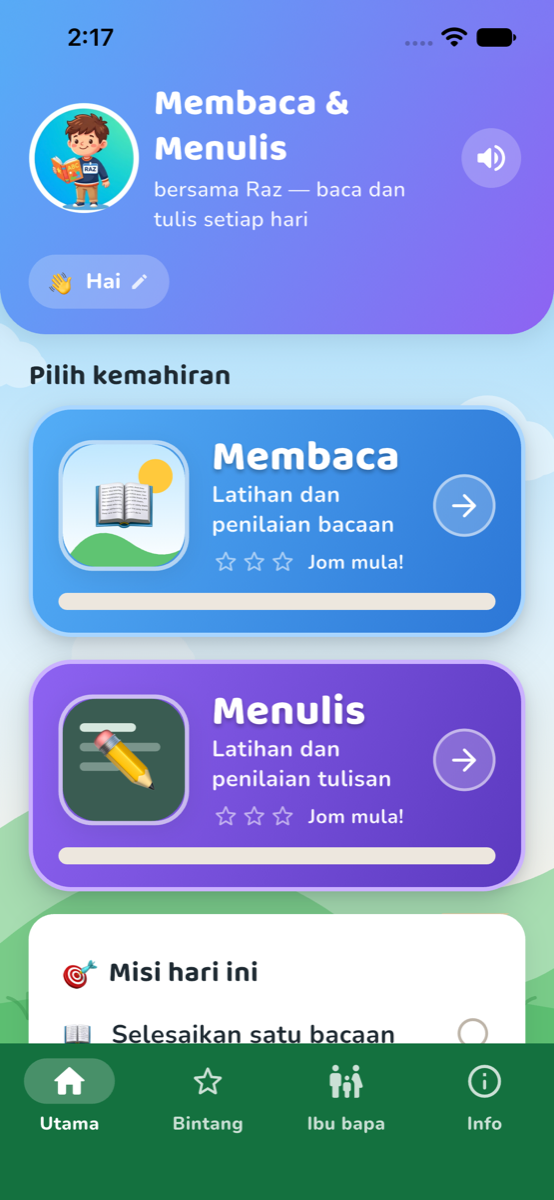 2:17
Membaca &
Menulis
bersama Raz — baca dan
tulis setiap hari
RAZ
Hai
Pilih kemahiran
Membaca
Latihan dan
penilaian bacaan
Jom mula!
Menulis
Latihan dan
penilaian tulisan
Jom mula!
Misi hari ini
Selesaikan satu bacaan
Utama
Bintang
Ibu bapa
Info